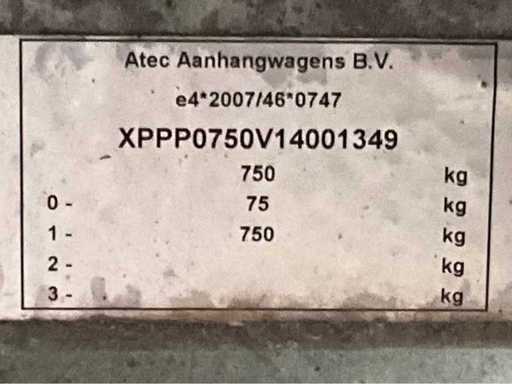 Atec Aanhangwagens B.V.
e4*2007/46*0747
XPPP0750V14001349
750 kg
0 - 75 kg
1 - 750 kg
2 - kg
3 - kg